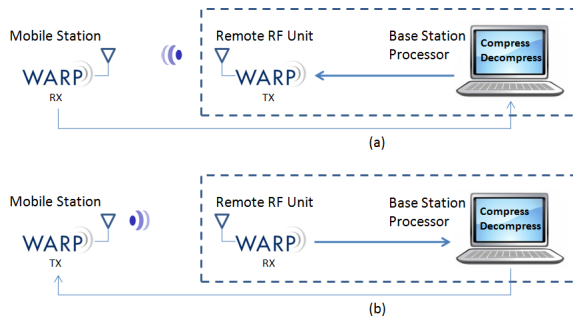 Mobile Station
Remote RF Unit
Base Station
Processor
Compress
Decompress
WARP
RX
WARP
TX
(a)
Mobile Station
Remote RF Unit
Base Station
Processor
Compress
Decompress
WARP
TX
WARP
RX
(b)